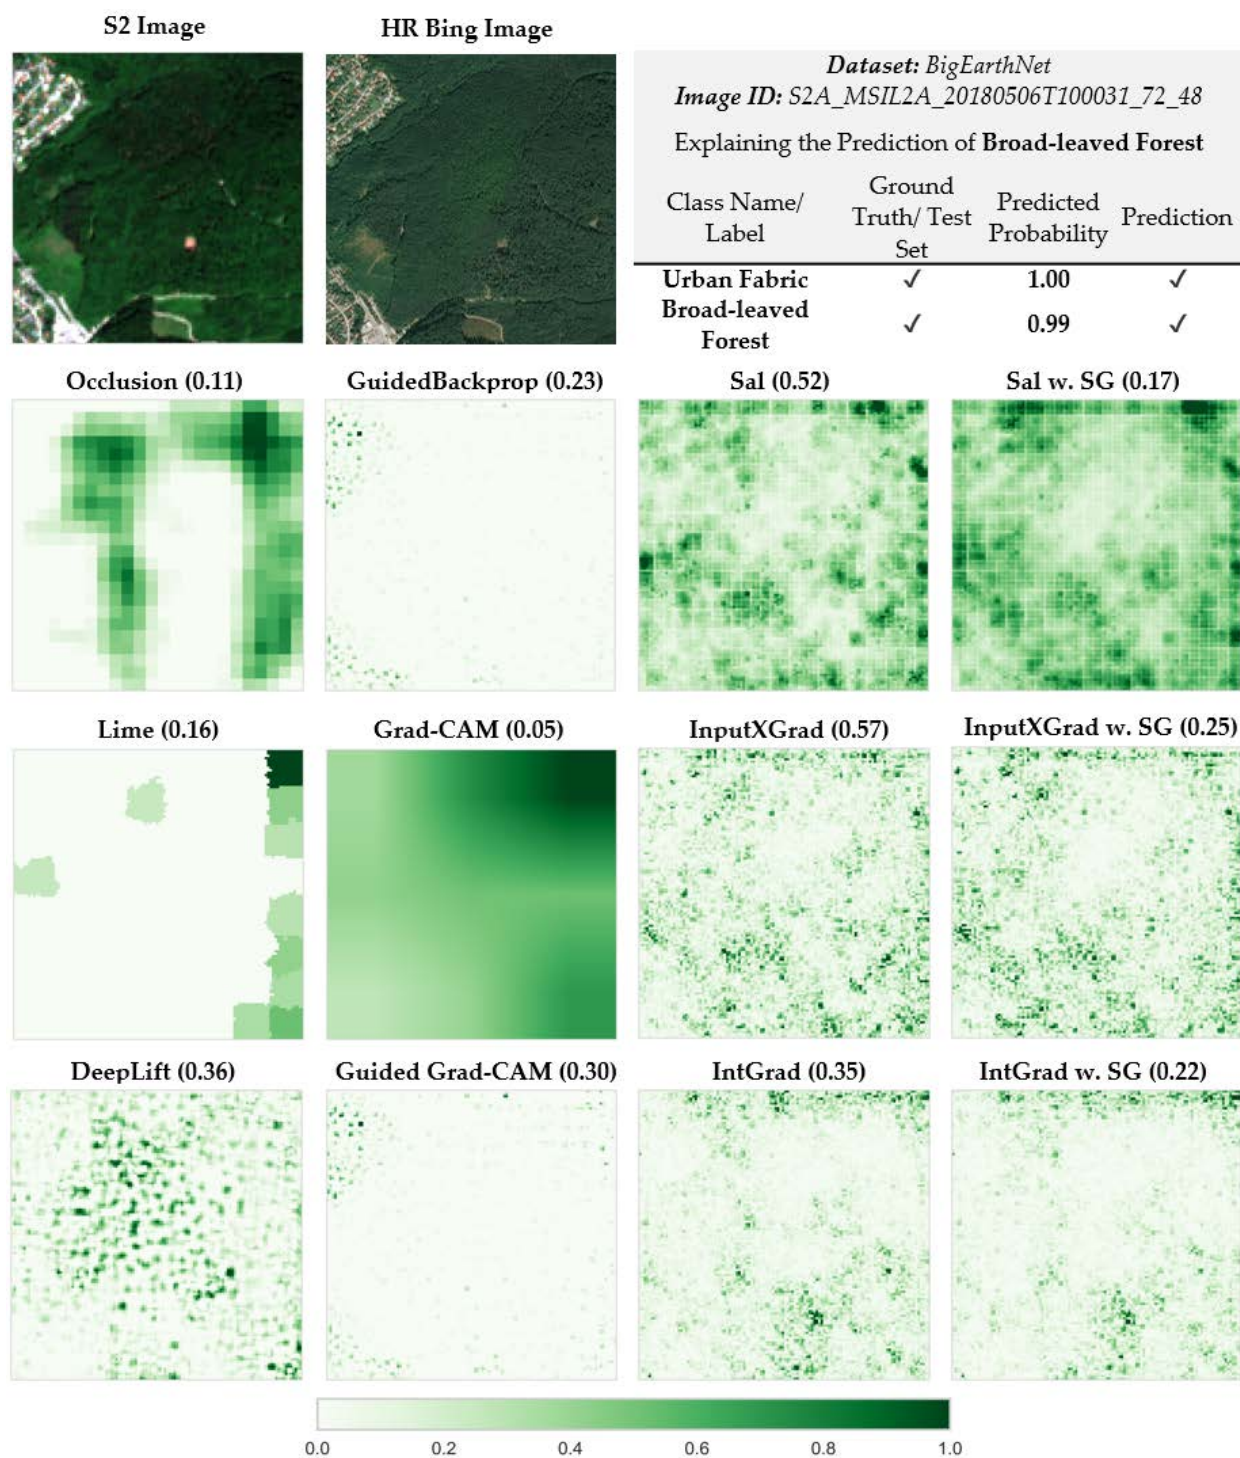 S2 Image
HR Bing Image
Dataset: BigEarthNet
Image ID: S2A_MSIL2A_20180506T100031_72_48
Explaining the Prediction of Broad-leaved Forest
Class Name/ Label
Ground Truth/ Test Set
Predicted Probability
Prediction
Urban Fabric ✓ 1.00 ✓
Broad-leaved Forest ✓ 0.99 ✓
Occlusion (0.11)
GuidedBackprop (0.23)
Sal (0.52)
Sal w. SG (0.17)
Lime (0.16)
Grad-CAM (0.05)
InputXGrad (0.57)
InputXGrad w. SG (0.25)
DeepLift (0.36)
Guided Grad-CAM (0.30)
IntGrad (0.35)
IntGrad w. SG (0.22)
0.0 0.2 0.4 0.6 0.8 1.0